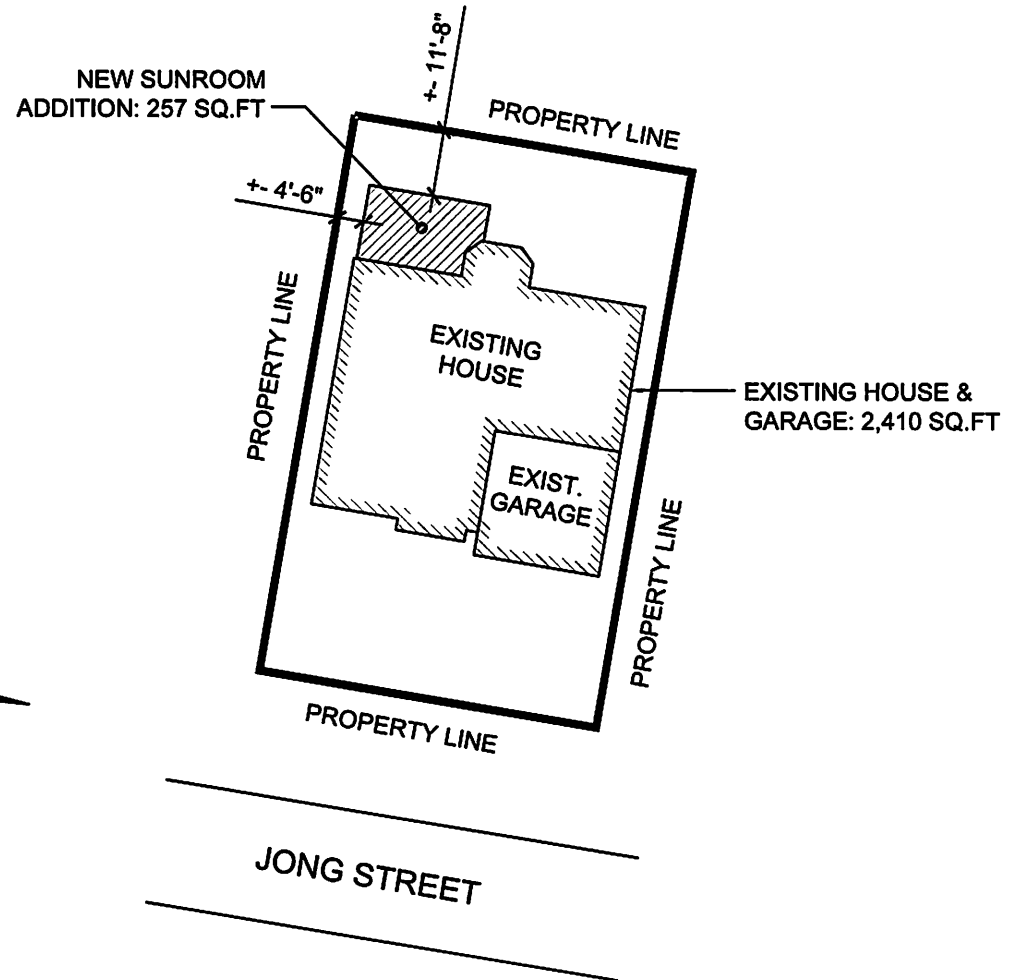 +- 11'-8"
NEW SUNROOM
ADDITION: 257 SQ.FT
PROPERTY LINE
+- 4'-6"
PROPERTY LINE
EXISTING
HOUSE
EXISTING HOUSE &
GARAGE: 2,410 SQ.FT
EXIST.
GARAGE
PROPERTY LINE
PROPERTY LINE
JONG STREET